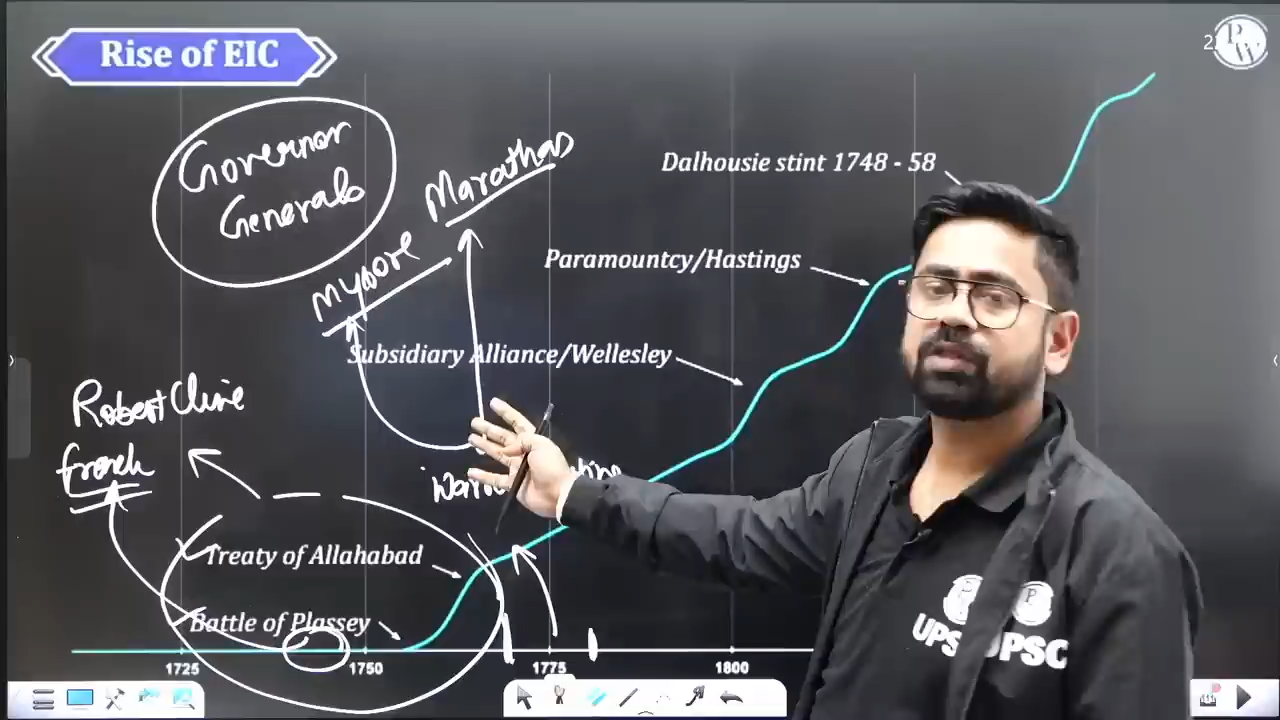 Rise of EIC
PW
Governor
Generals
Marathas
Dalhousie stint 1748 - 58
Mysore
Paramountcy/Hastings
Subsidiary Alliance/Wellesley
Robert Clive
french
Treaty of Allahabad
Battle of Plassey
1725 1750 1775 1800
UPSC